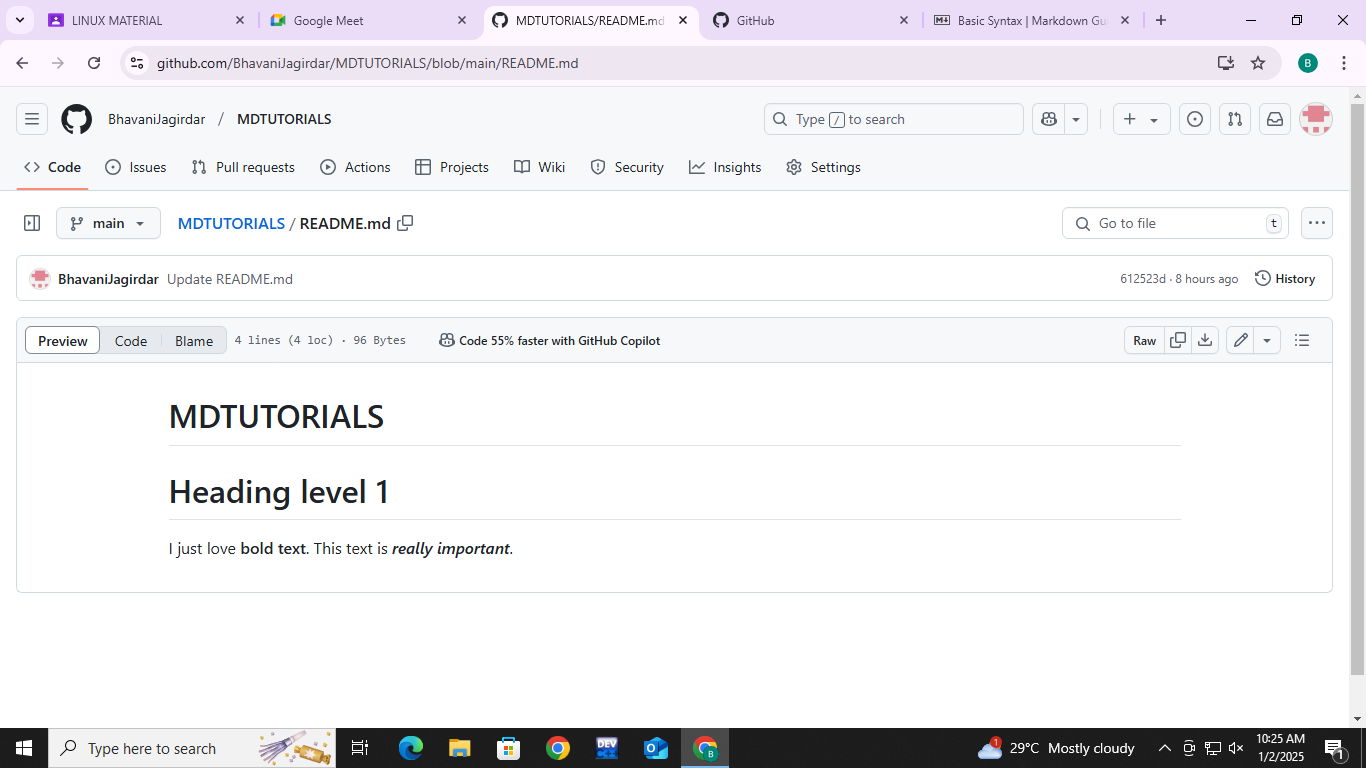 LINUX MATERIAL
Google Meet
MDTUTORIALS/README.md
GitHub
Basic Syntax | Markdown Gu
github.com/BhavaniJagirdar/MDTUTORIALS/blob/main/README.md
B
BhavaniJagirdar / MDTUTORIALS
Type / to search
Code Issues Pull requests Actions Projects Wiki Security Insights Settings
main
MDTUTORIALS / README.md
Go to file t
BhavaniJagirdar Update README.md
612523d · 8 hours ago History
Preview Code Blame 4 lines (4 loc) · 96 Bytes
Code 55% faster with GitHub Copilot
Raw
MDTUTORIALS
Heading level 1
I just love bold text. This text is really important.
Type here to search
DEV
B
1
29°C Mostly cloudy
10:25 AM
1/2/2025
1